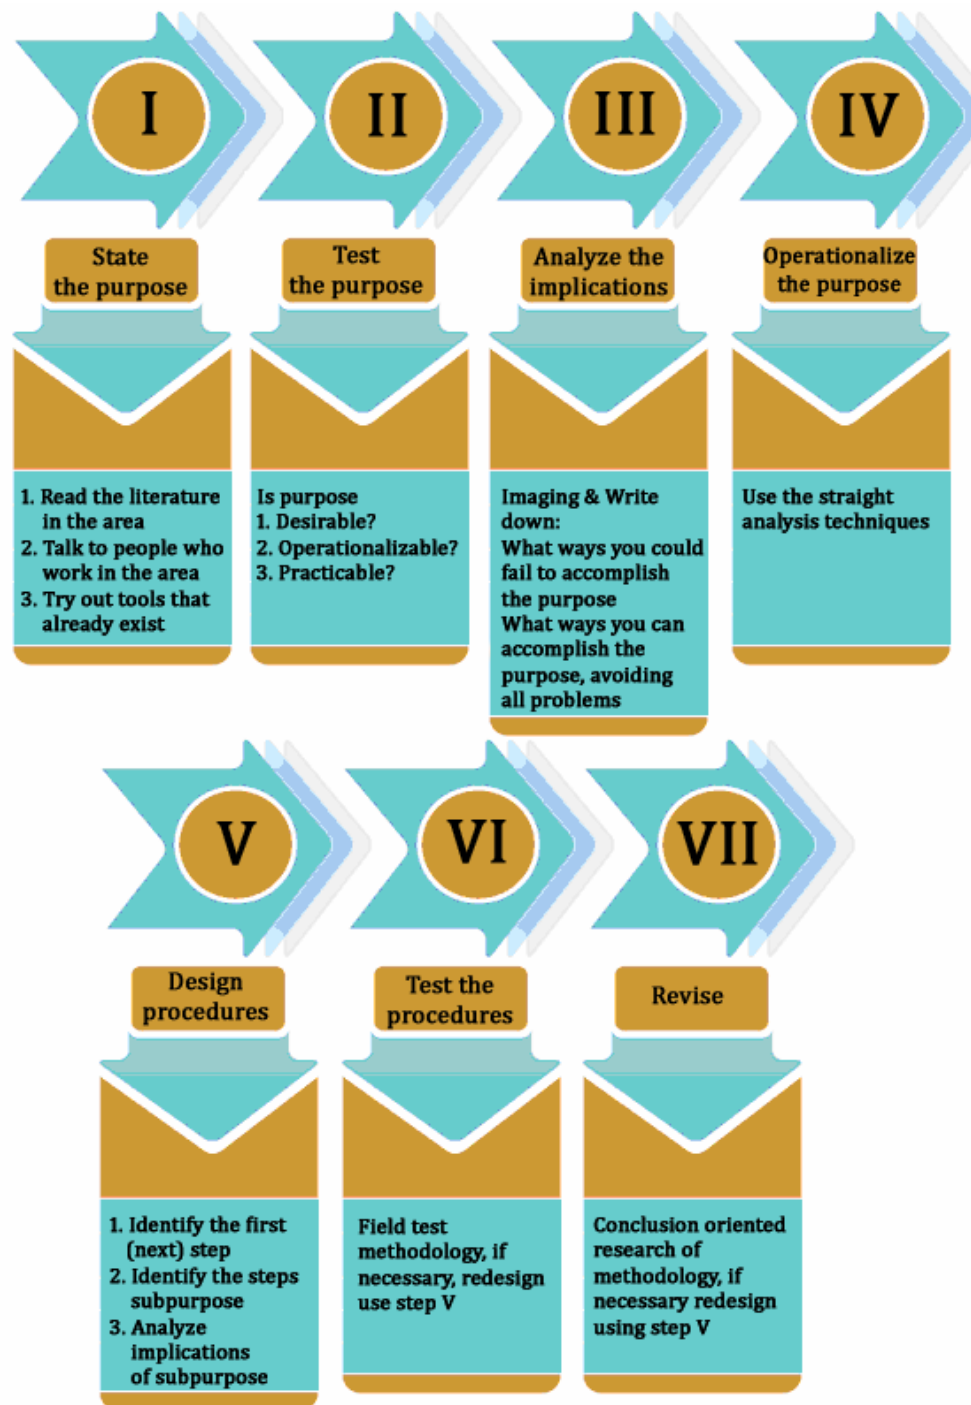 I
II
III
IV
State
the purpose
Test
the purpose
Analyze the
implications
Operationalize
the purpose
1. Read the literature
in the area
2. Talk to people who
work in the area
3. Try out tools that
already exist
Is purpose
1. Desirable?
2. Operationalizable?
3. Practicable?
Imaging & Write
down:
What ways you could
fail to accomplish
the purpose
What ways you can
accomplish the
purpose, avoiding
all problems
Use the straight
analysis techniques
V
VI
VII
Design
procedures
Test the
procedures
Revise
1. Identify the first
(next) step
2. Identify the steps
subpurpose
3. Analyze
implications
of subpurpose
Field test
methodology, if
necessary, redesign
use step V
Conclusion oriented
research of
methodology, if
necessary redesign
using step V